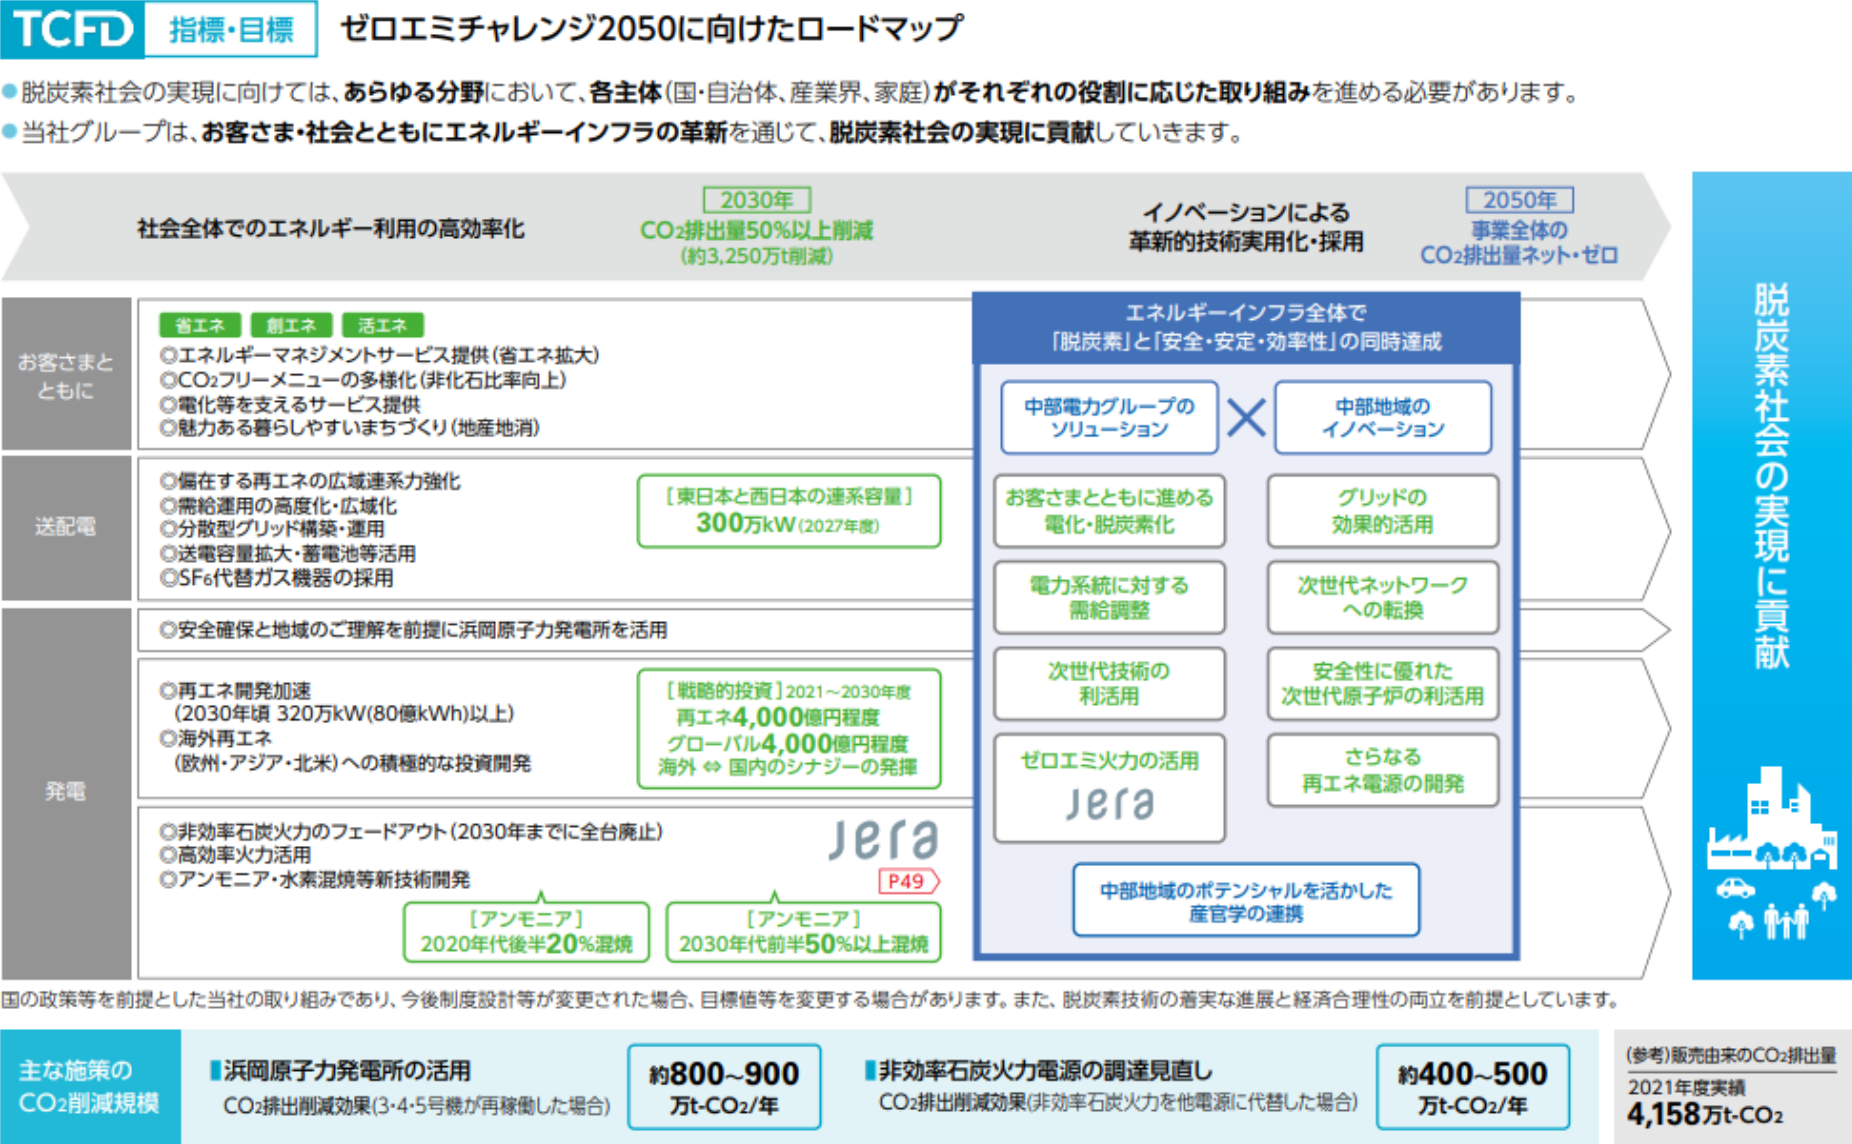 TCFD 指標・目標 ゼロエミチャレンジ2050に向けたロードマップ
●脱炭素社会の実現に向けては、あらゆる分野において、各主体(国・自治体、産業界、家庭)がそれぞれの役割に応じた取り組みを進める必要があります。
●当社グループは、お客さま・社会とともにエネルギーインフラの革新を通じて、脱炭素社会の実現に貢献していきます。
社会全体でのエネルギー利用の高効率化
2030年
CO2排出量50%以上削減
(約3,250万t削減)
イノベーションによる
革新的技術実用化・採用
2050年
事業全体の
CO2排出量ネット・ゼロ
脱炭素社会の実現に貢献
お客さまと
ともに
省エネ 創エネ 活エネ
◎エネルギーマネジメントサービス提供(省エネ拡大)
◎CO2フリーメニューの多様化(非化石比率向上)
◎電化等を支えるサービス提供
◎魅力ある暮らしやすいまちづくり(地産地消)
送配電
◎偏在する再エネの広域連系力強化
◎需給運用の高度化・広域化
◎分散型グリッド構築・運用
◎送電容量拡大・蓄電池等活用
◎SF6代替ガス機器の採用
[東日本と西日本の連系容量]
300万kW(2027年度)
発電
◎安全確保と地域のご理解を前提に浜岡原子力発電所を活用
◎再エネ開発加速
(2030年頃 320万kW(80億kWh)以上)
◎海外再エネ
(欧州・アジア・北米)への積極的な投資開発
[戦略的投資]2021～2030年度
再エネ4,000億円程度
グローバル4,000億円程度
海外⇔国内のシナジーの発揮
◎非効率石炭火力のフェードアウト(2030年までに全台廃止)
◎高効率火力活用
◎アンモニア・水素混焼等新技術開発
Jera
P49
[アンモニア]
2020年代後半20%混焼
[アンモニア]
2030年代前半50%以上混焼
エネルギーインフラ全体で
「脱炭素」と「安全・安定・効率性」の同時達成
中部電力グループの
ソリューション
×
中部地域の
イノベーション
お客さまとともに進める
電化・脱炭素化
グリッドの
効果的活用
電力系統に対する
需給調整
次世代ネットワーク
への転換
次世代技術の
利活用
安全性に優れた
次世代原子炉の利活用
ゼロエミ火力の活用
Jera
さらなる
再エネ電源の開発
中部地域のポテンシャルを活かした
産官学の連携
国の政策等を前提とした当社の取り組みであり、今後制度設計等が変更された場合、目標値等を変更する場合があります。また、脱炭素技術の着実な進展と経済合理性の両立を前提としています。
主な施策の
CO2削減規模
浜岡原子力発電所の活用
CO2排出削減効果(3・4・5号機が再稼働した場合)
約800～900
万t-CO2/年
非効率石炭火力電源の調達見直し
CO2排出削減効果(非効率石炭火力を他電源に代替した場合)
約400～500
万t-CO2/年
(参考)販売由来のCO2排出量
2021年度実績
4,158万t-CO2